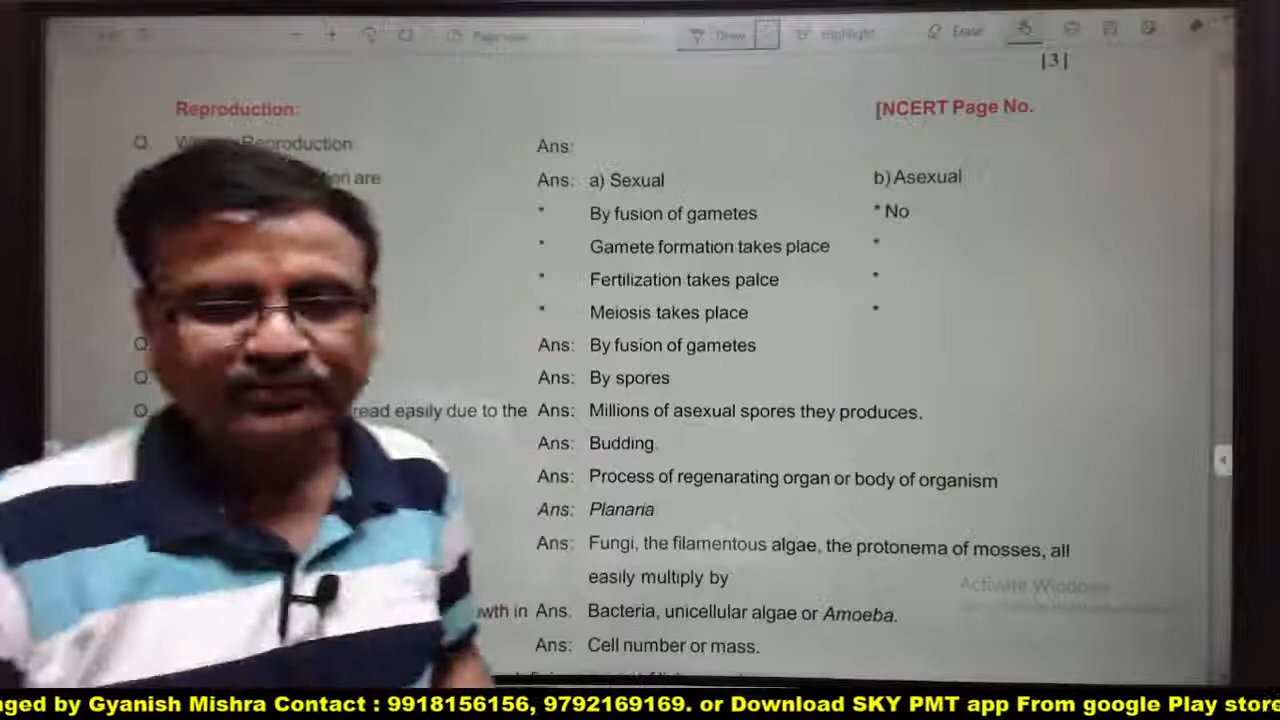 Draw Highlight Erase
|3|
Reproduction: [NCERT Page No.
Q. Reproduction Ans:
ion are Ans: a) Sexual b) Asexual
* By fusion of gametes * No
* Gamete formation takes place *
* Fertilization takes palce *
* Meiosis takes place *
Q. Ans: By fusion of gametes
Q. Ans: By spores
Q. read easily due to the Ans: Millions of asexual spores they produces.
Ans: Budding.
Ans: Process of regenarating organ or body of organism
Ans: Planaria
Ans: Fungi, the filamentous algae, the protonema of mosses, all
easily multiply by
Activate Windows
wth in Ans: Bacteria, unicellular algae or Amoeba.
Ans: Cell number or mass.
aged by Gyanish Mishra Contact : 9918156156, 9792169169. or Download SKY PMT app From google Play store